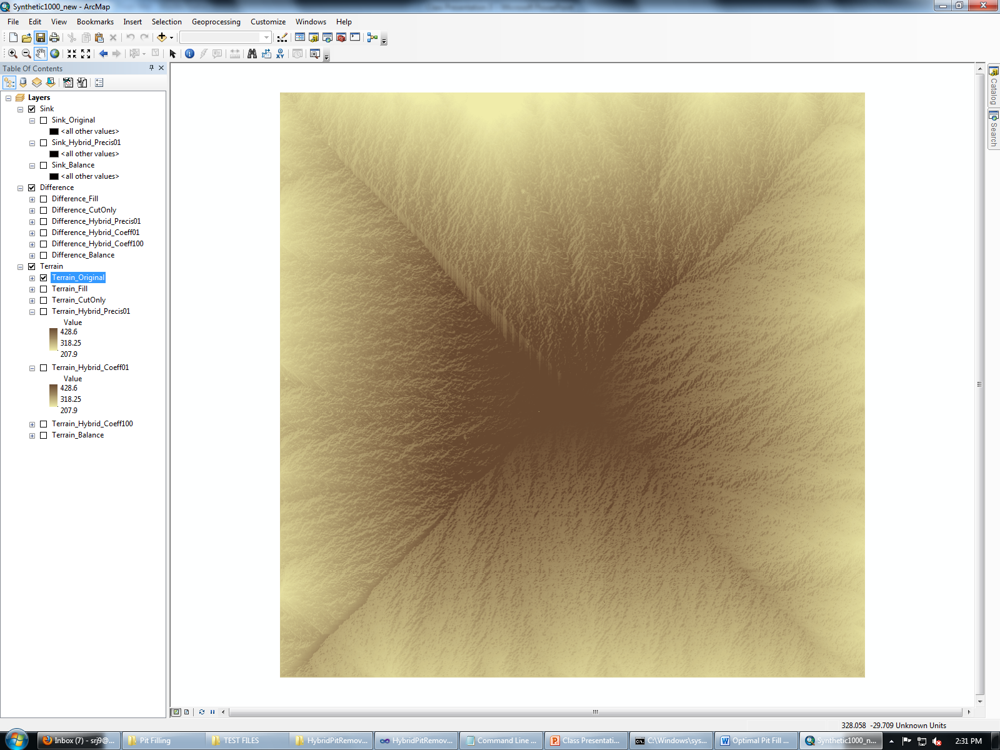 Synthetic1000_new - ArcMap
File Edit View Bookmarks Insert Selection Geoprocessing Customize Windows Help
Table Of Contents
Layers
Sink
Sink_Original
<all other values>
Sink_Hybrid_Precis01
<all other values>
Sink_Balance
<all other values>
Difference
Difference_Fill
Difference_CutOnly
Difference_Hybrid_Precis01
Difference_Hybrid_Coeff01
Difference_Hybrid_Coeff100
Difference_Balance
Terrain
Terrain_Original
Terrain_Fill
Terrain_CutOnly
Terrain_Hybrid_Precis01
Value
428.6
318.25
207.9
Terrain_Hybrid_Coeff01
Value
428.6
318.25
207.9
Terrain_Hybrid_Coeff100
Terrain_Balance
Catalog
Search
328.058 -29.709 Unknown Units
Inbox (7) - srj9@... Pit Filling TEST FILES HybridPitRemov... HybridPitRemov... Command Line ... Class Presentati... C:\Windows\sys... Optimal Pit Fill ... Synthetic1000_n... 2:31 PM